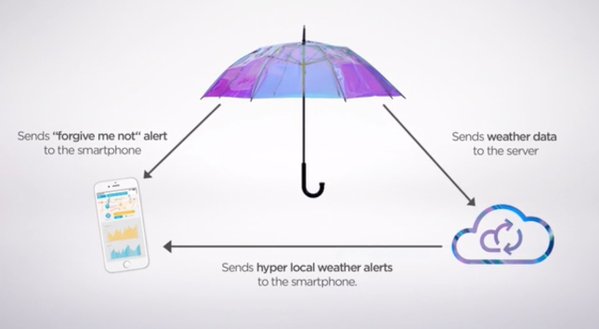 Sends "forgive me not" alert
to the smartphone
Sends weather data
to the server
Sends hyper local weather alerts
to the smartphone.